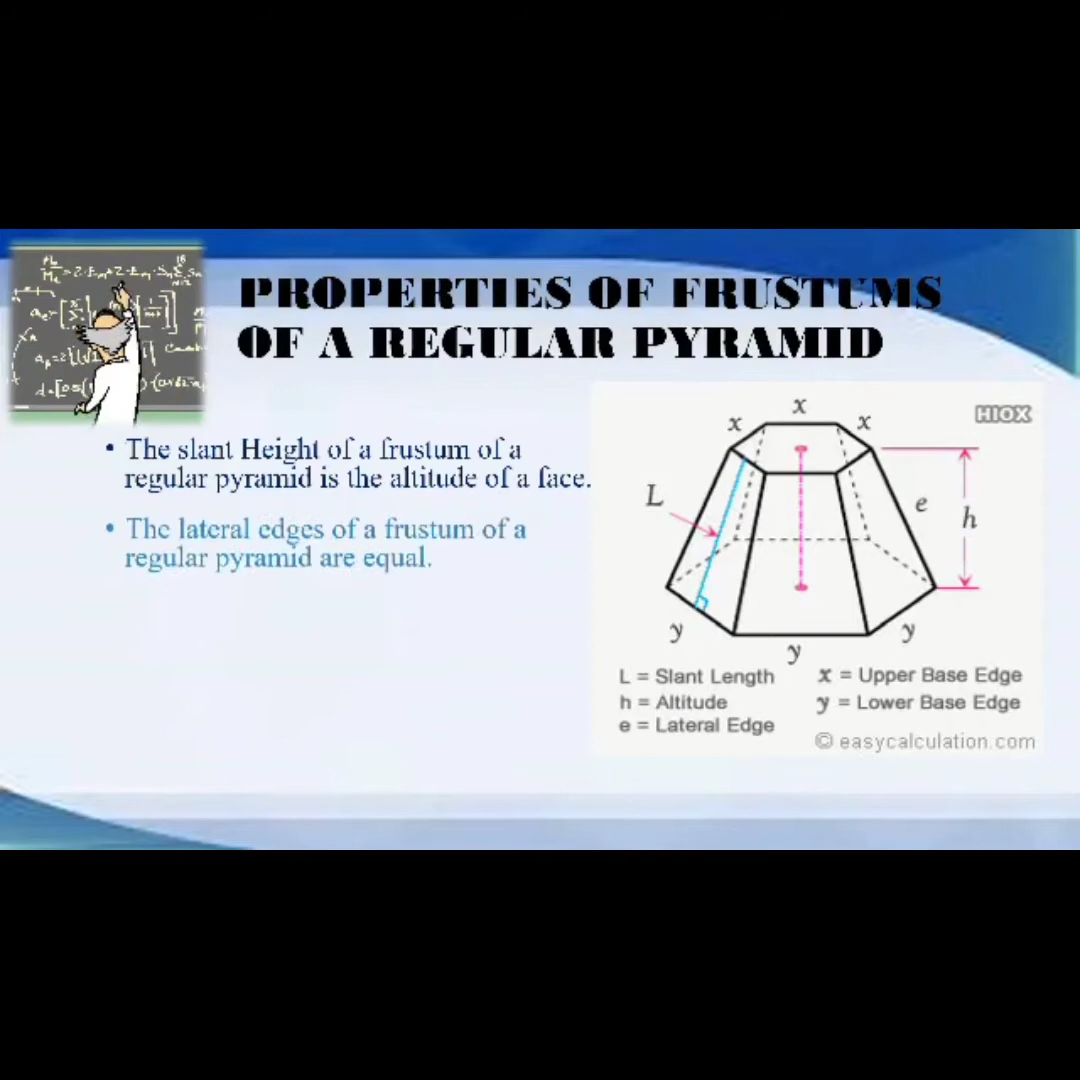 PROPERTIES OF FRUSTUMS
OF A REGULAR PYRAMID
• The slant Height of a frustum of a
regular pyramid is the altitude of a face.
• The lateral edges of a frustum of a
regular pyramid are equal.
HIOX
x
x
x
L
e
h
y
y
y
L = Slant Length
h = Altitude
e = Lateral Edge
x = Upper Base Edge
y = Lower Base Edge
© easycalculation.com